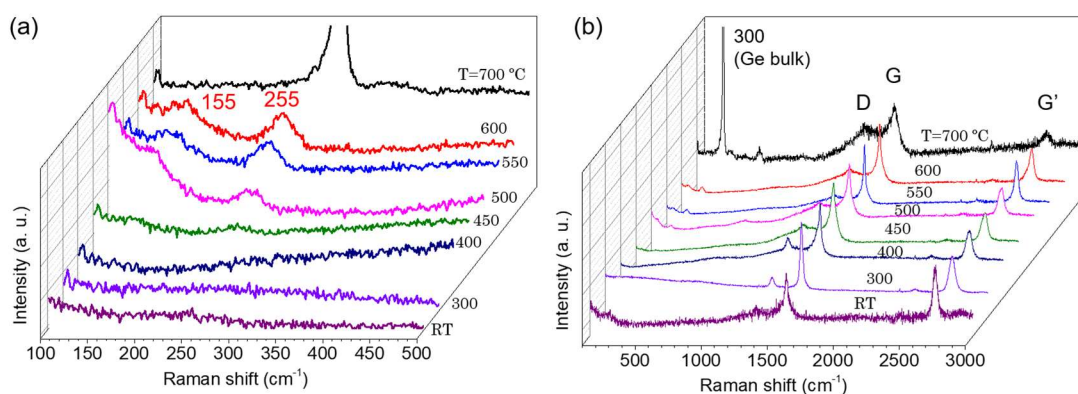 (a)
T=700 ºC
155 255
600
550
500
450
400
300
RT
Intensity (a. u.)
100 150 200 250 300 350 400 450 500
Raman shift (cm⁻¹)
(b)
300
(Ge bulk)
D
G
G’
T=700 ºC
600
550
500
450
400
300
RT
Intensity (a. u.)
500 1000 1500 2000 2500 3000
Raman shift (cm⁻¹)